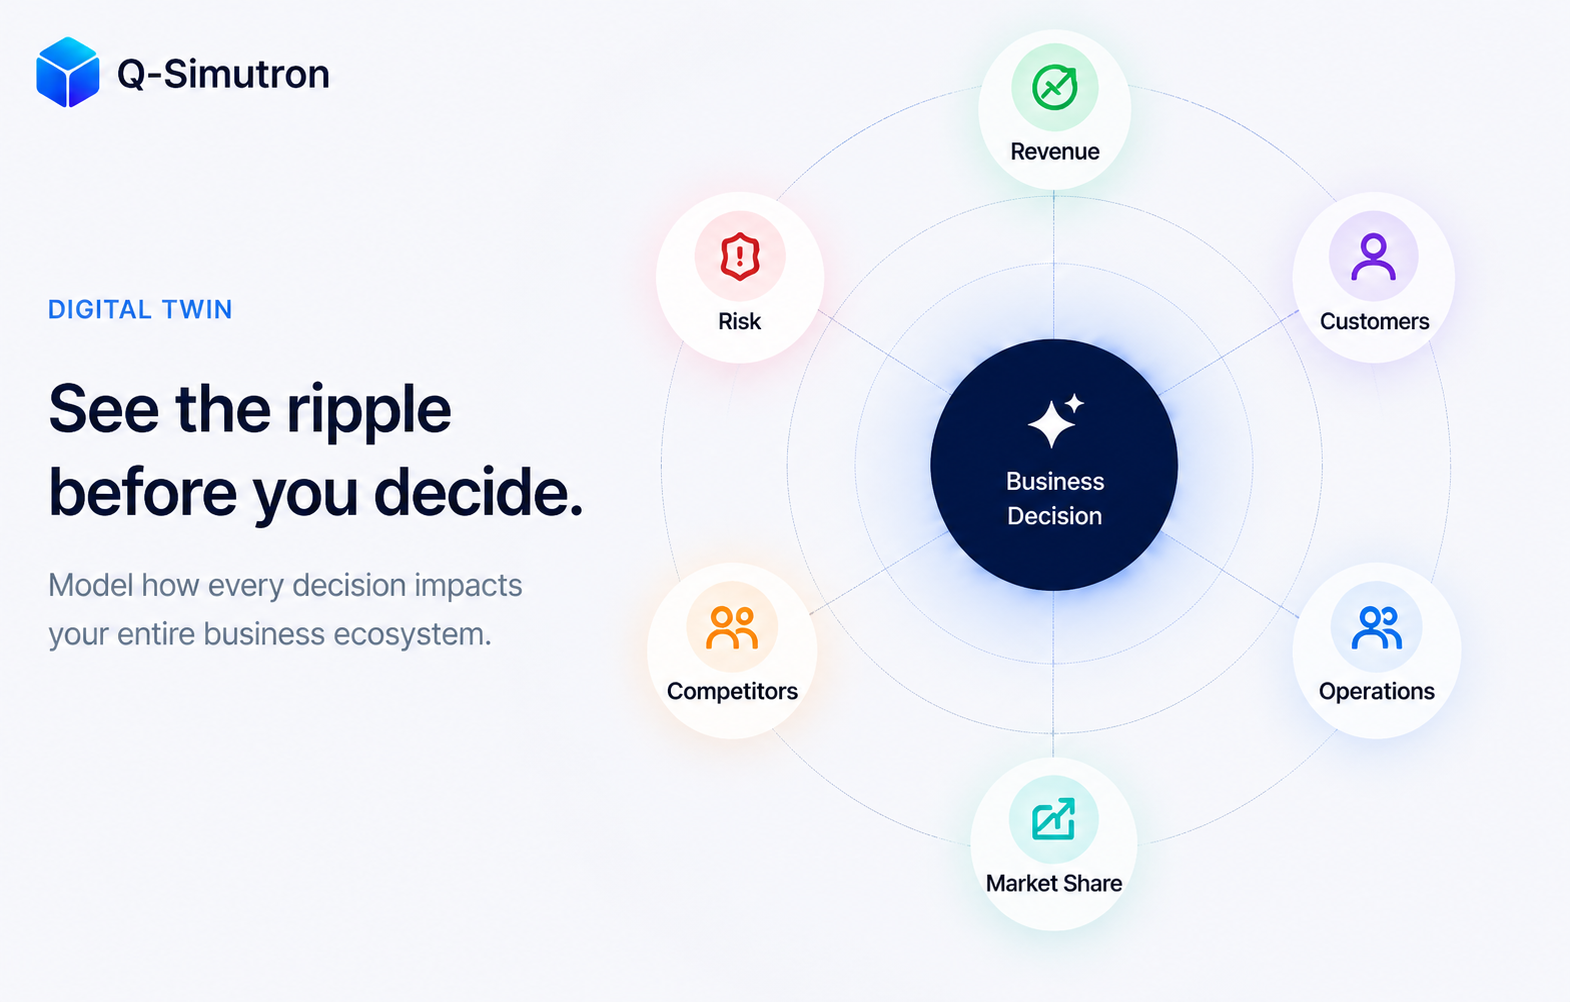 Q-Simutron
DIGITAL TWIN
See the ripple
before you decide.
Model how every decision impacts
your entire business ecosystem.
Revenue
Risk
Customers
Business
Decision
Competitors
Operations
Market Share